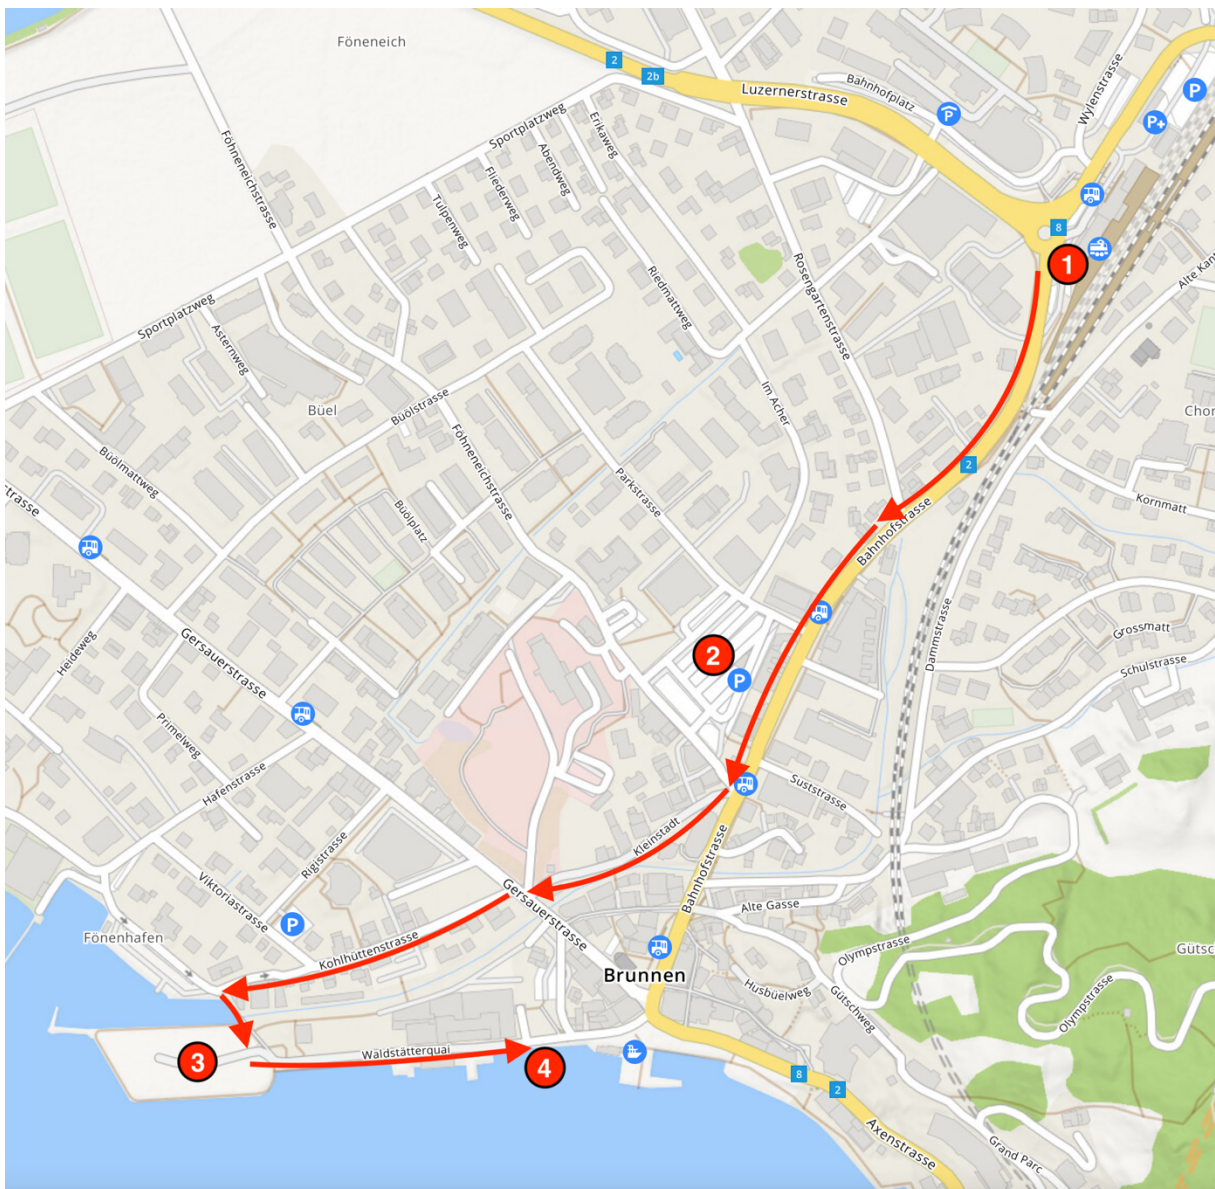 Föneneich
2
2b
Luzernerstrasse
Bahnhofplatz
P
P
P+
Wylenstrasse
Sportplatzweg
Erikaweg
Abendweg
Fliederweg
Tulpenweg
Föhneneichstrasse
8
1
Alte Kan
Riedmattweg
Rosengartenstrasse
Sportplatzweg
Asternweg
Büel
Büölstrasse
Im Acher
Chor
Föhneneichstrasse
Büölmattweg
Parkstrasse
2
Kornmatt
strasse
Büölplatz
Bahnhofstrasse
Dammstrasse
Grossmatt
Schulstrasse
Heideweg
Gersauerstrasse
2
P
Primelweg
Hafenstrasse
Suststrasse
Kleinstadt
Rigistrasse
Viktoriastrasse
Bahnhofstrasse
Gersauerstrasse
Alte Gasse
P
Fönenhafen
Kohlhüttenstrasse
Olympstrasse
Gütsc
Brunnen
Husbüelweg
Gütschweg
Olympstrasse
3
Waldstätterquai
4
8
2
Axenstrasse
Grand Parc